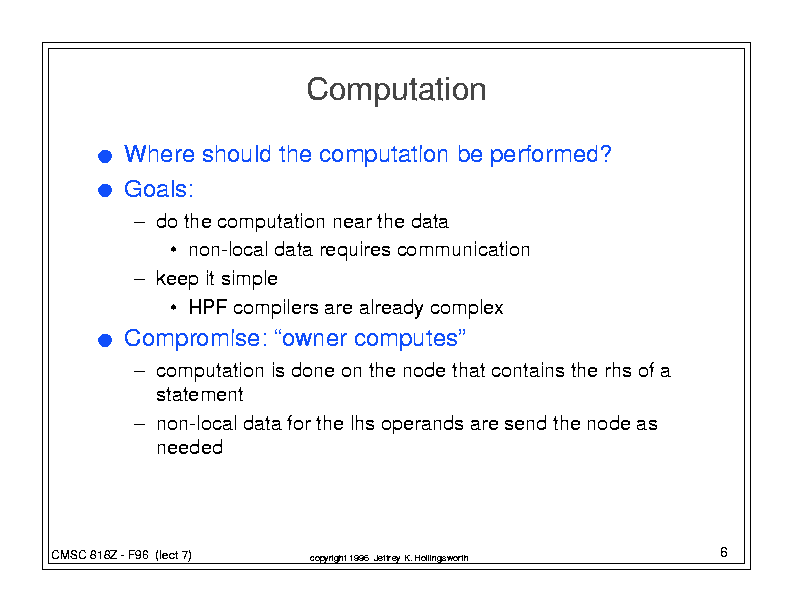 Computation
● Where should the computation be performed?
● Goals:
– do the computation near the data
• non-local data requires communication
– keep it simple
• HPF compilers are already complex
● Compromise: “owner computes”
– computation is done on the node that contains the rhs of a
statement
– non-local data for the lhs operands are send the node as
needed
CMSC 818Z - F96 (lect 7)
copyright 1996 Jeffrey K. Hollingsworth
6